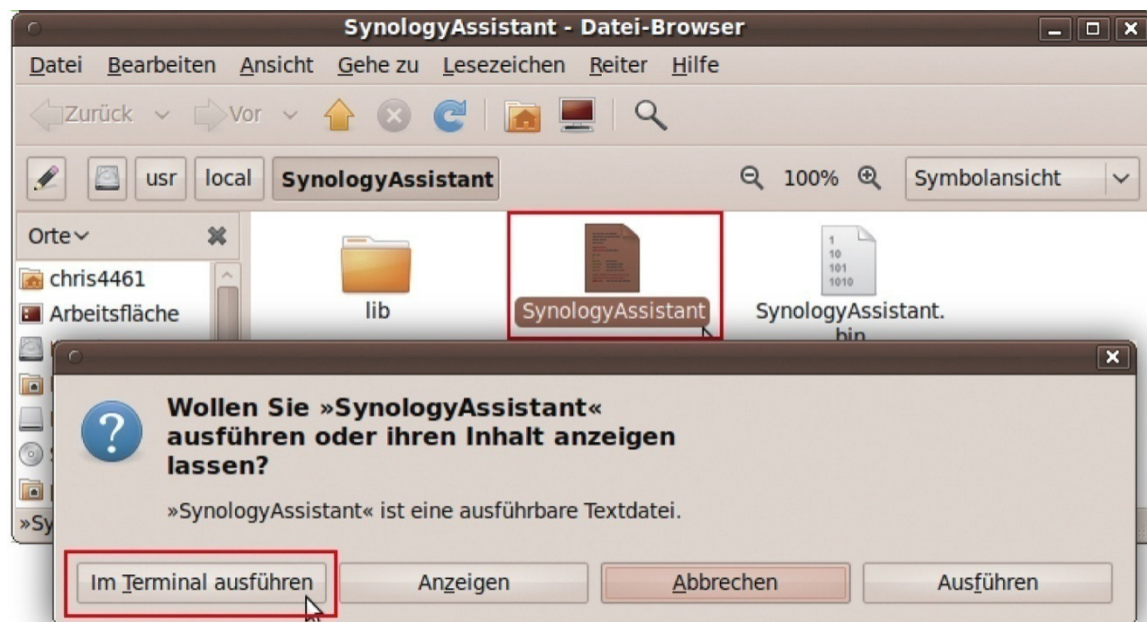 SynologyAssistant - Datei-Browser
Datei Bearbeiten Ansicht Gehe zu Lesezeichen Reiter Hilfe
Zurück Vor
usr local SynologyAssistant 100% Symbolansicht
Orte
chris4461
Arbeitsfläche
lib
SynologyAssistant
1
10
101
1010
SynologyAssistant.
bin
»Sy
Wollen Sie »SynologyAssistant«
ausführen oder ihren Inhalt anzeigen
lassen?
»SynologyAssistant« ist eine ausführbare Textdatei.
Im Terminal ausführen Anzeigen Abbrechen Ausführen